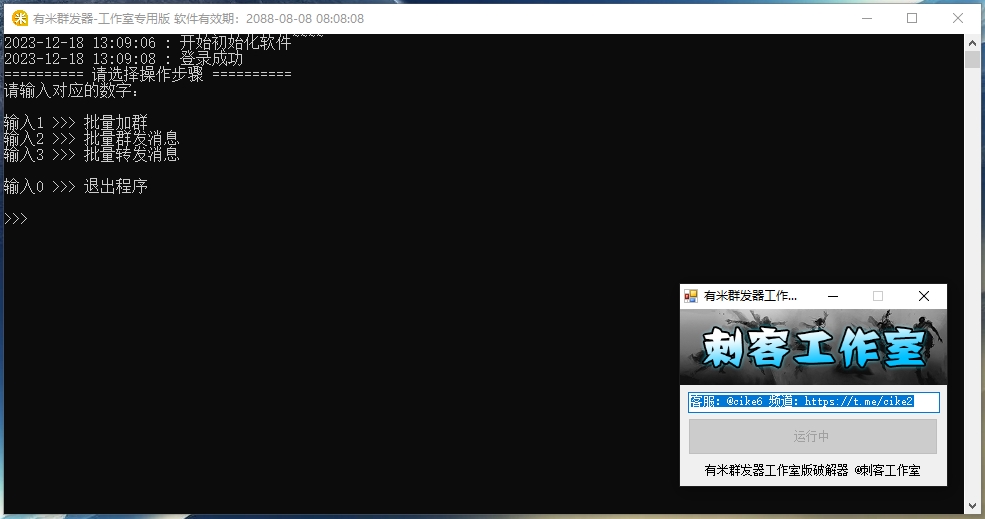 有米群发器-工作室专用版 软件有效期：2088-08-08 08:08:08
2023-12-18 13:09:06 : 开始初始化软件~~~~
2023-12-18 13:09:08 : 登录成功
========== 请选择操作步骤 ==========
请输入对应的数字:
输入1 >>> 批量加群
输入2 >>> 批量群发消息
输入3 >>> 批量转发消息
输入0 >>> 退出程序
>>>
有米群发器工作...
刺客工作室
客服：@cike6 频道：https://t.me/cike2
运行中
有米群发器工作室版破解器 @刺客工作室